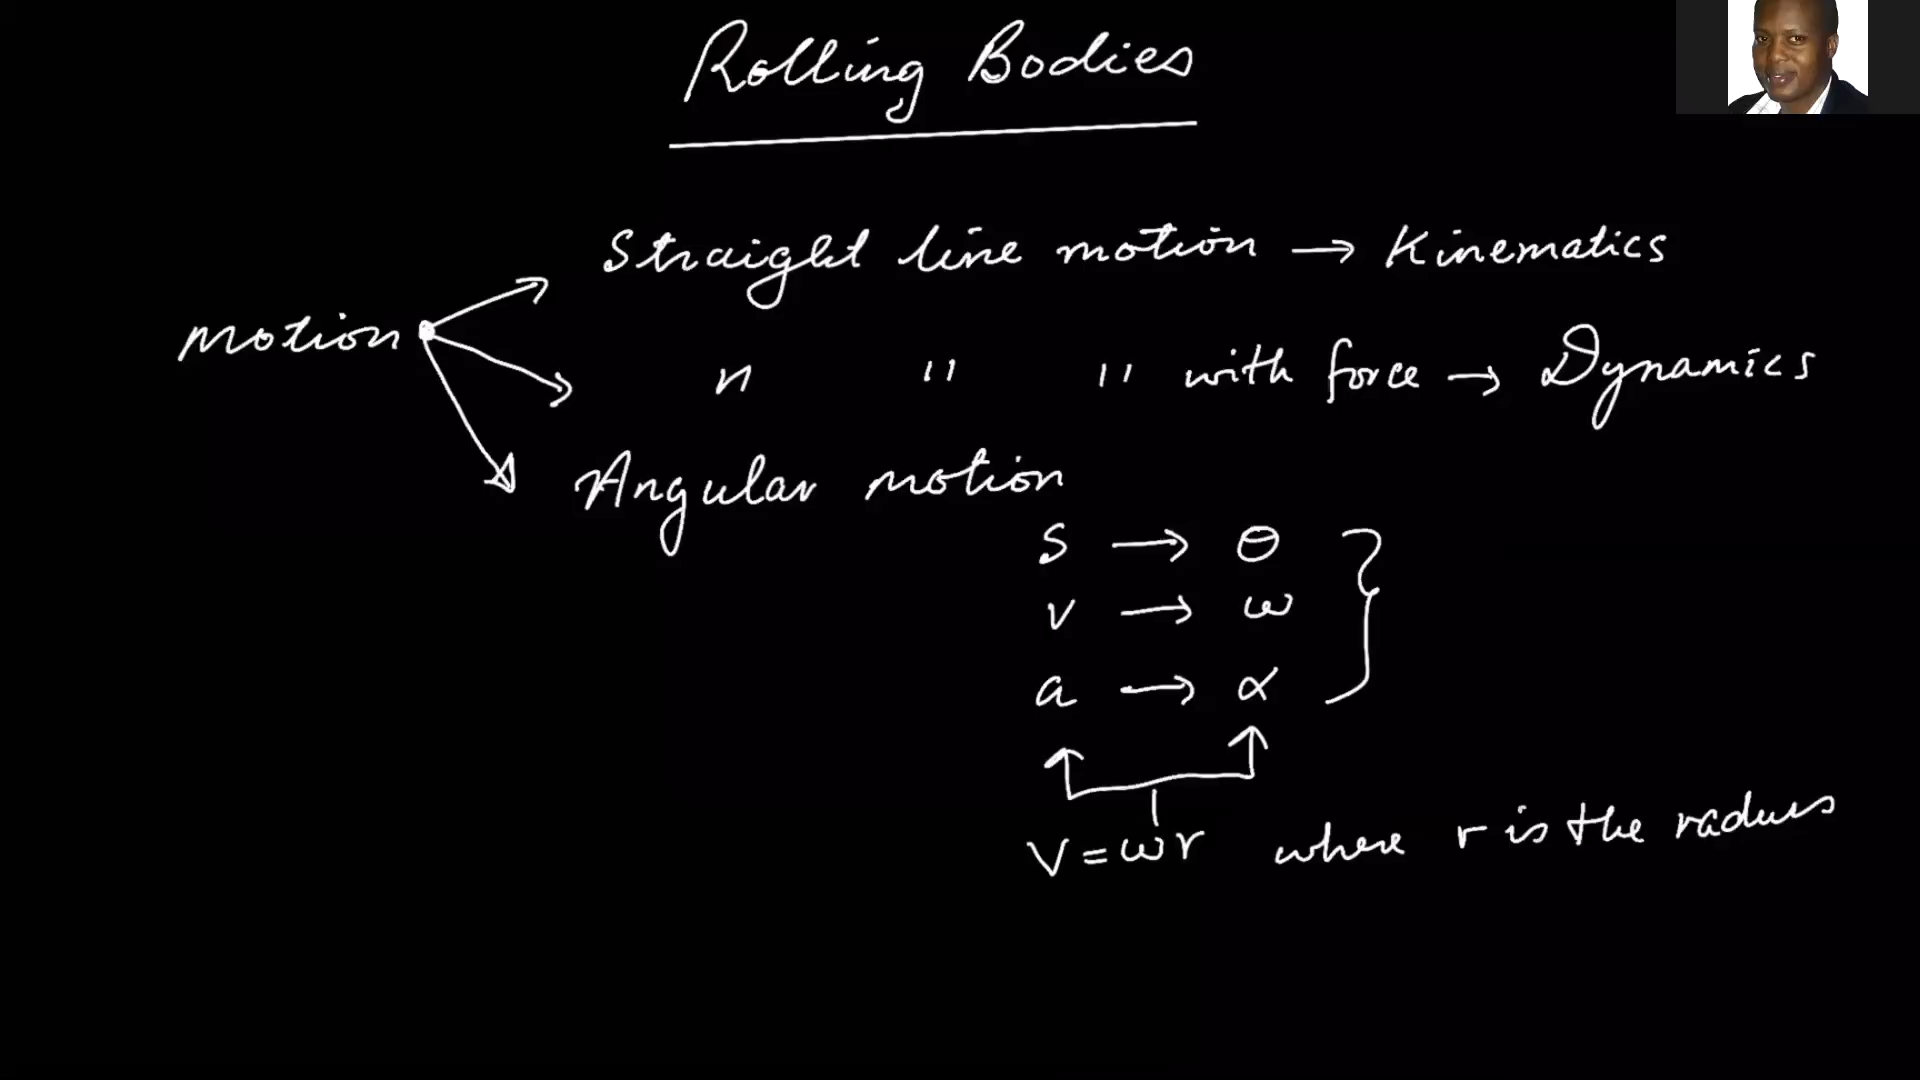 Rolling Bodies
Straight line motion → Kinematics
Motion
" " " with force → Dynamics
Angular motion
s → θ
v → ω
a → α
V = ωr where r is the radius